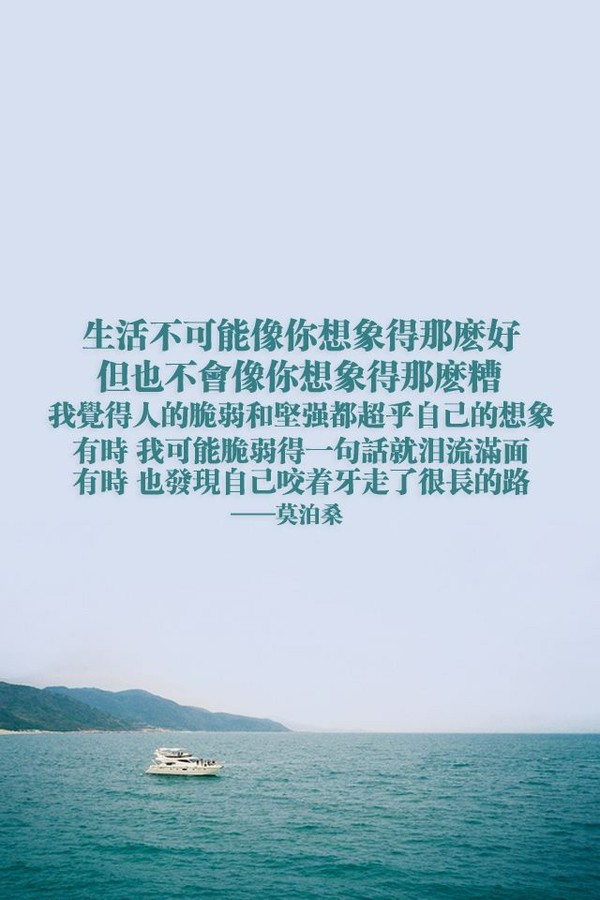 生活不可能像你想象得那麽好
但也不會像你想象得那麽糟
我覺得人的脆弱和堅强都超乎自己的想象
有時 我可能脆弱得一句話就泪流滿面
有時 也發現自己咬着牙走了很長的路
——莫泊桑